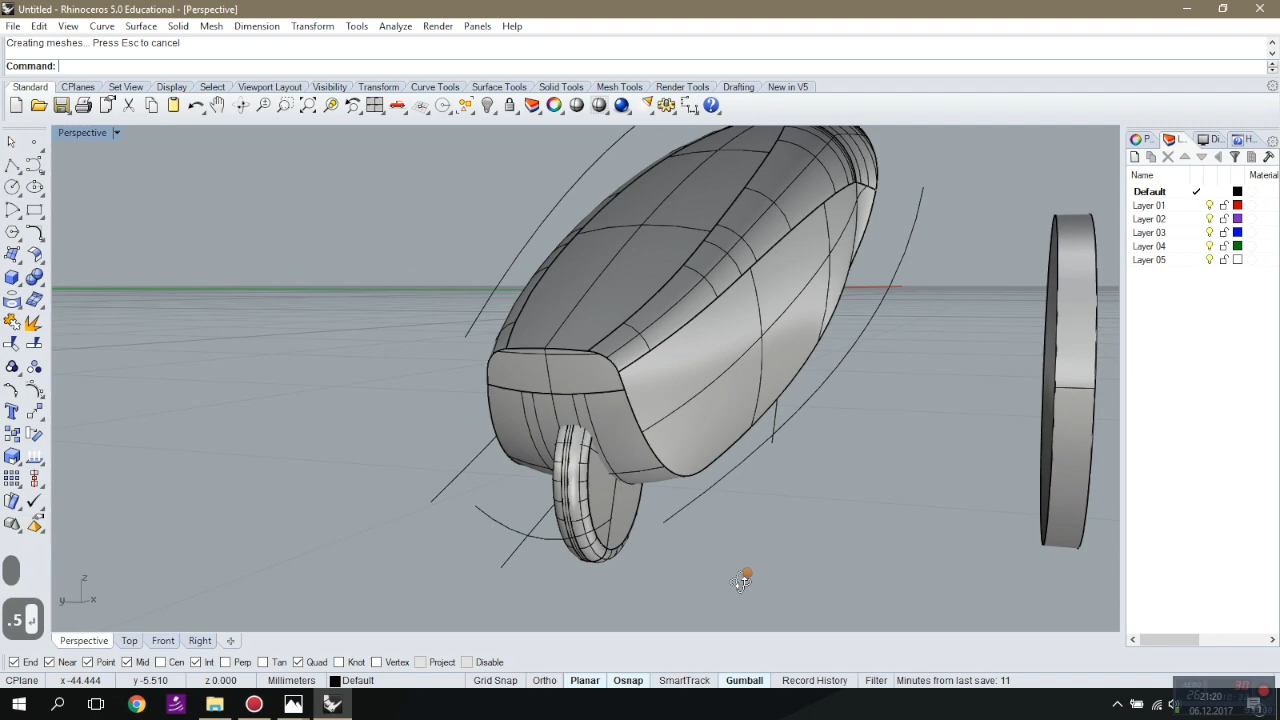 Untitled - Rhinoceros 5.0 Educational - [Perspective]
File Edit View Curve Surface Solid Mesh Dimension Transform Tools Analyze Render Panels Help
Creating meshes... Press Esc to cancel
Command:
Standard CPlanes Set View Display Select Viewport Layout Visibility Transform Curve Tools Surface Tools Solid Tools Mesh Tools Render Tools Drafting New in V5
Perspective
P... L... Di... H...
Name Material
Default
Layer 01
Layer 02
Layer 03
Layer 04
Layer 05
z
y x
.5
Perspective Top Front Right
End Near Point Mid Cen Int Perp Tan Quad Knot Vertex Project Disable
CPlane x -44.444 y -5.510 z 0.000 Millimeters Default Grid Snap Ortho Planar Osnap SmartTrack Gumball Record History Filter Minutes from last save: 11
21:20
06.12.2017